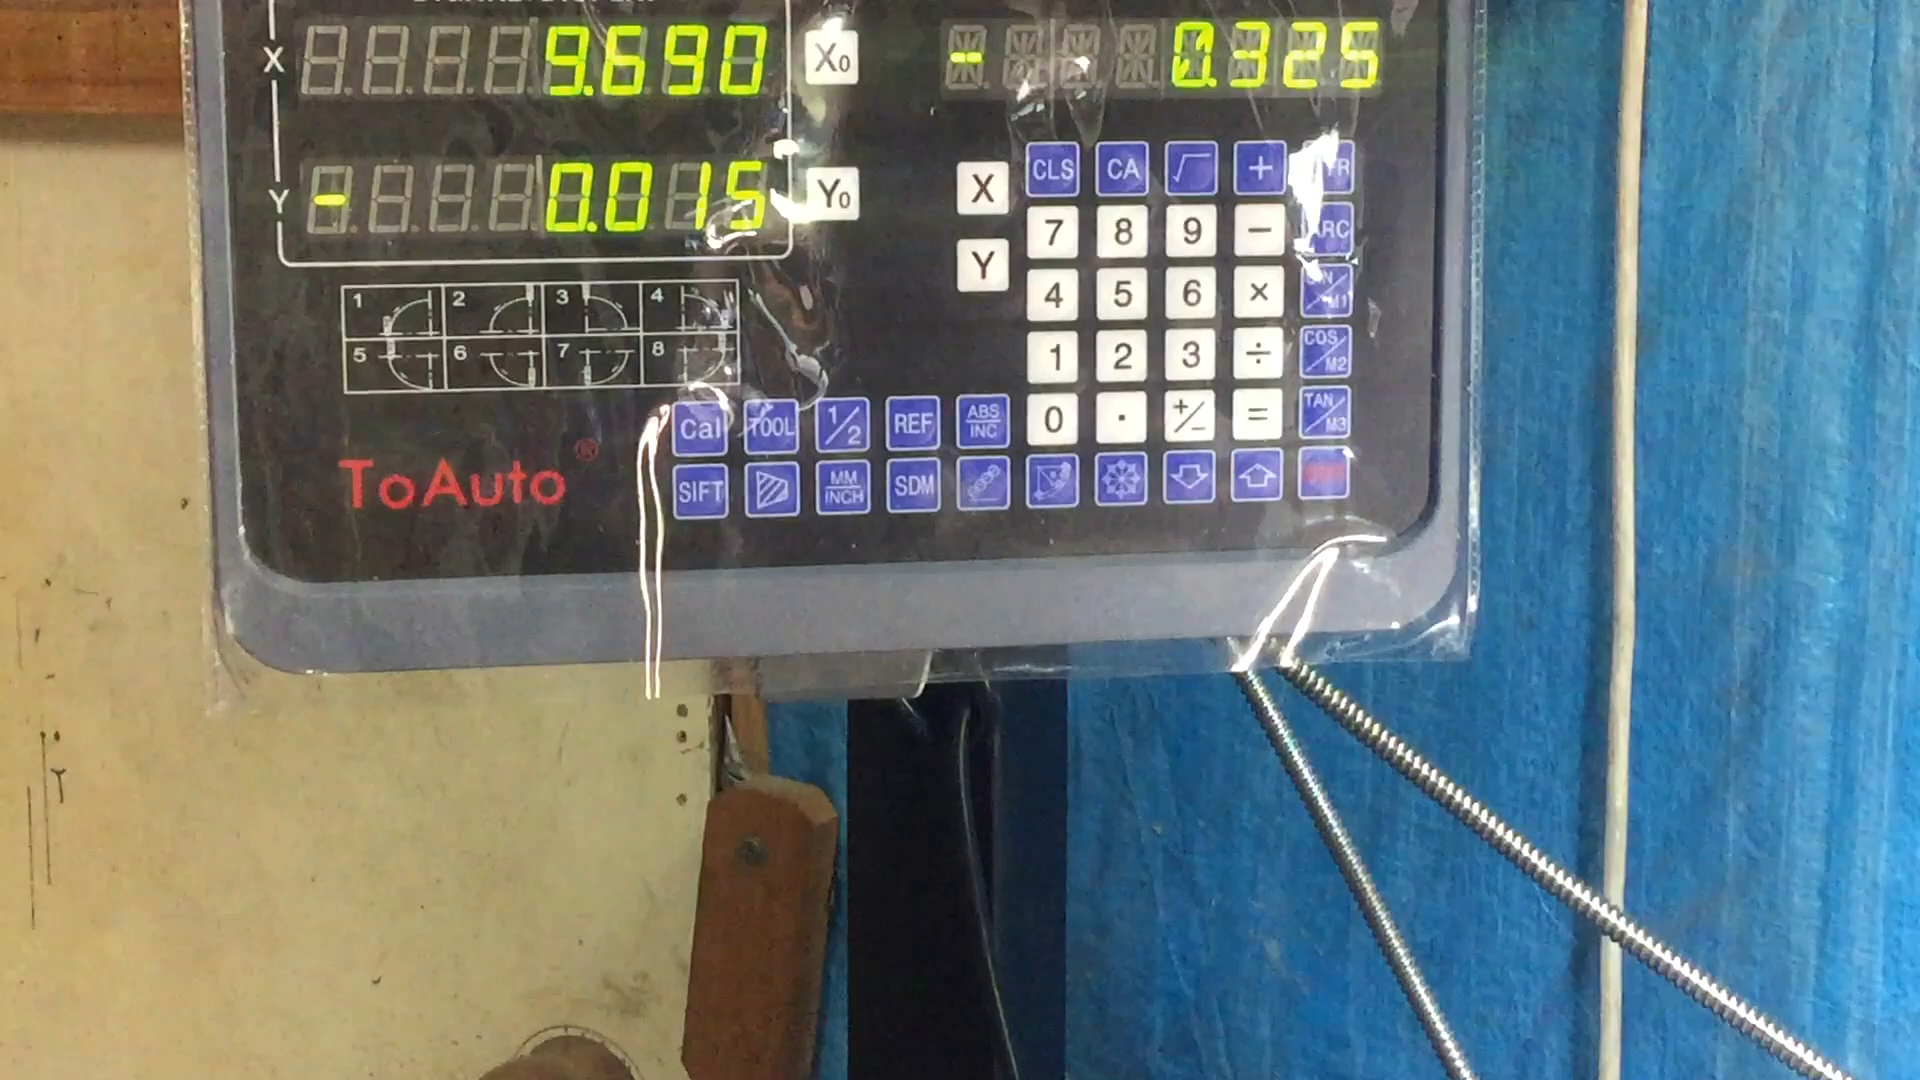 X 9.690 X0 - 0.325
Y - 0.015 Y0
X CLS CA √ +
7 8 9 − ARC
Y
4 5 6 ×
1 2 3 4
5 6 7 8
1 2 3 ÷ COS/M2
Cal TOOL 1/2 REF ABS/INC 0 . +/- = TAN/M3
ToAuto®
SIFT MM/INCH SDM